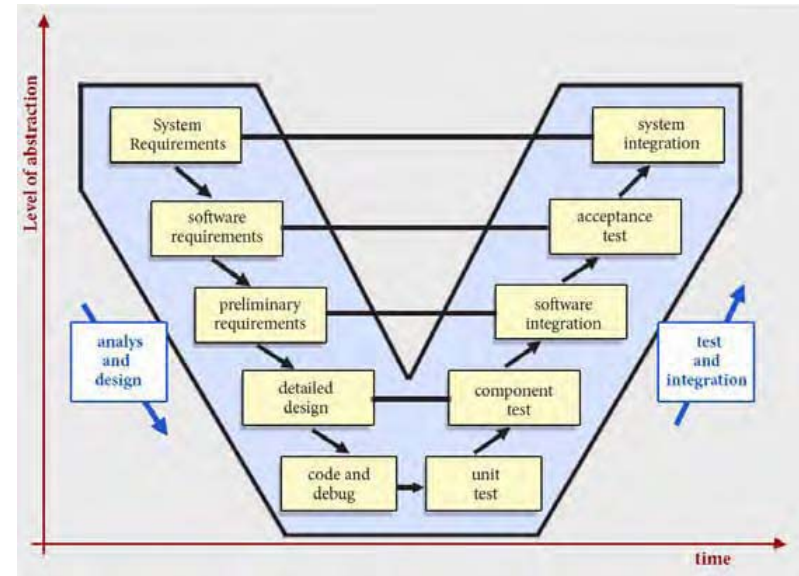 Level of abstraction
System
Requirements
system
integration
software
requirements
acceptance
test
preliminary
requirements
software
integration
analys
and
design
test
and
integration
detailed
design
component
test
code and
debug
unit
test
time